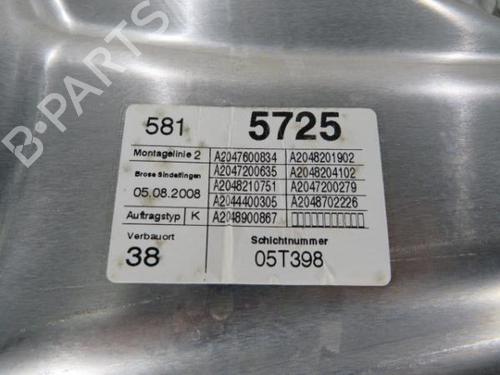 B-PARTS
581 5725
Montagelinie 2 A2047600834 A2048201902
Brose Sindelfingen A2047200635 A2048204102
05.08.2008 A2048210751 A2047200279
A2044400305 A2048702226
Auftragstyp K A2048900867 00000000000
Verbauort Schichtnummer
38 05T398